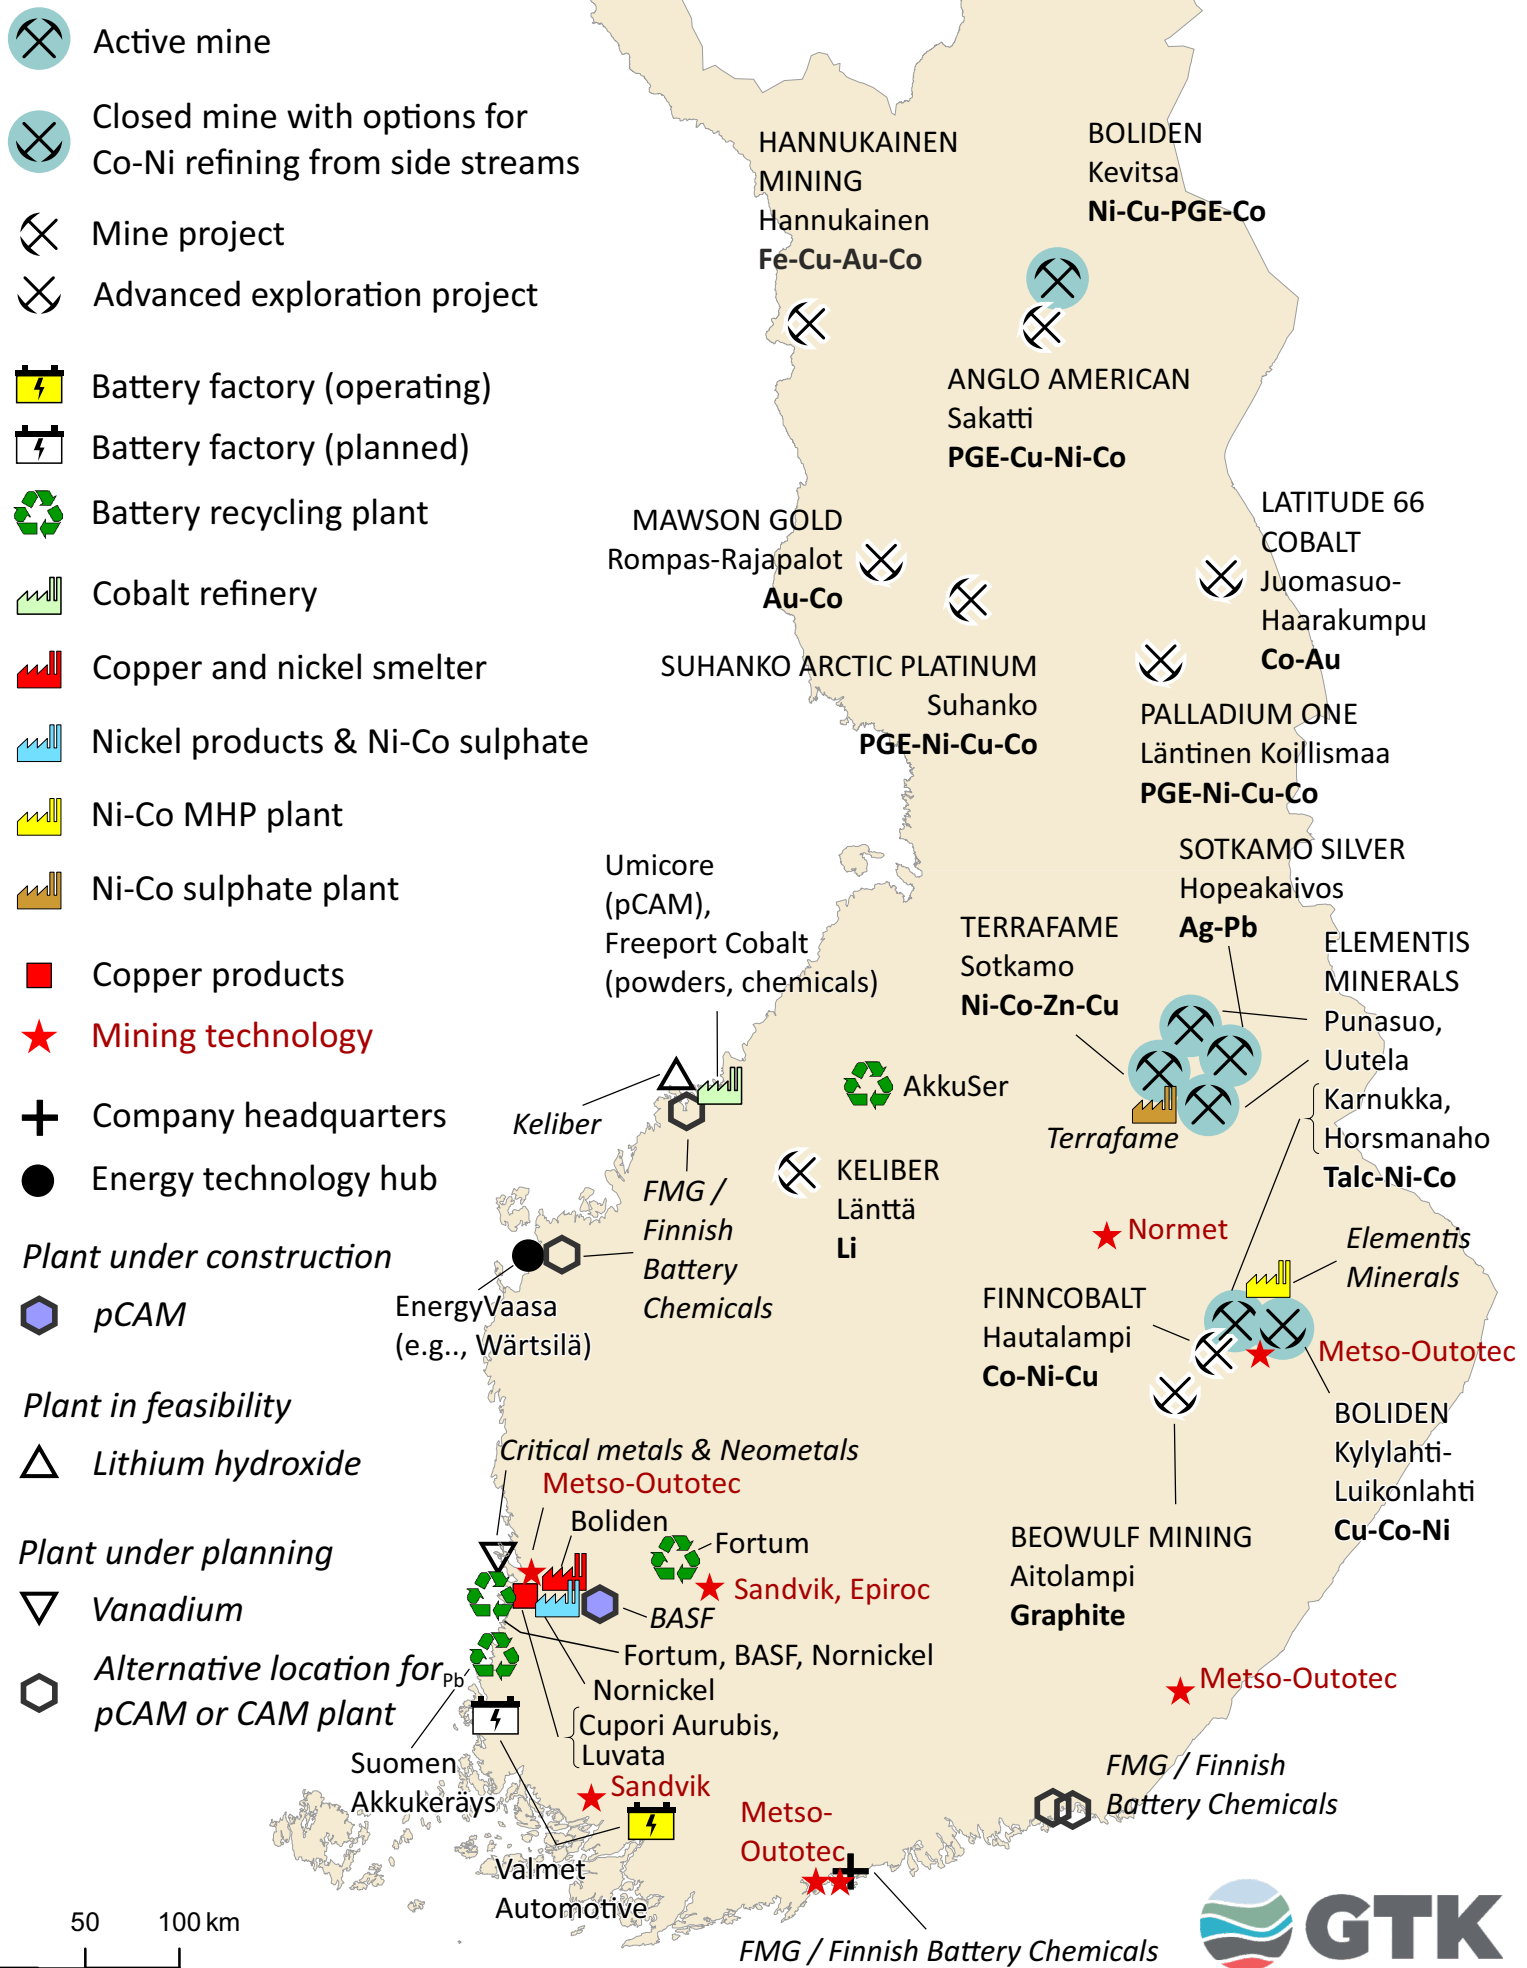 Active mine
Closed mine with options for
Co-Ni refining from side streams
Mine project
Advanced exploration project
Battery factory (operating)
Battery factory (planned)
Battery recycling plant
Cobalt refinery
Copper and nickel smelter
Nickel products & Ni-Co sulphate
Ni-Co MHP plant
Ni-Co sulphate plant
Copper products
Mining technology
Company headquarters
Energy technology hub
Plant under construction
pCAM
Plant in feasibility
Lithium hydroxide
Plant under planning
Vanadium
Alternative location for
pCAM or CAM plant
50
100 km
HANNUKAINEN
MINING
Hannukainen
Fe-Cu-Au-Co
BOLIDEN
Kevitsa
Ni-Cu-PGE-Co
ANGLO AMERICAN
Sakatti
PGE-Cu-Ni-Co
MAWSON GOLD
Rompas-Rajapalot
Au-Co
LATITUDE 66
COBALT
Juomasuo-
Haarakumpu
Co-Au
SUHANKO ARCTIC PLATINUM
Suhanko
PGE-Ni-Cu-Co
PALLADIUM ONE
Läntinen Koillismaa
PGE-Ni-Cu-Co
SOTKAMO SILVER
Hopeakaivos
Ag-Pb
Umicore
(pCAM),
Freeport Cobalt
(powders, chemicals)
TERRAFAME
Sotkamo
Ni-Co-Zn-Cu
ELEMENTIS
MINERALS
Punasuo,
Uutela
Karnukka,
Horsmanaho
Talc-Ni-Co
Keliber
AkkuSer
Terrafame
KELIBER
Länttä
Li
FMG /
Finnish
Battery
Chemicals
Normet
Elementis
Minerals
EnergyVaasa
(e.g.., Wärtsilä)
FINNCOBALT
Hautalampi
Co-Ni-Cu
Metso-Outotec
BOLIDEN
Kylylahti-
Luikonlahti
Cu-Co-Ni
Critical metals & Neometals
Metso-Outotec
Boliden
Fortum
Sandvik, Epiroc
BASF
BEOWULF MINING
Aitolampi
Graphite
Fortum, BASF, Nornickel
Pb
Nornickel
Cupori Aurubis,
Luvata
Metso-Outotec
Suomen
Akkukeräys
Sandvik
FMG / Finnish
Battery Chemicals
Metso-
Outotec
Valmet
Automotive
FMG / Finnish Battery Chemicals
GTK